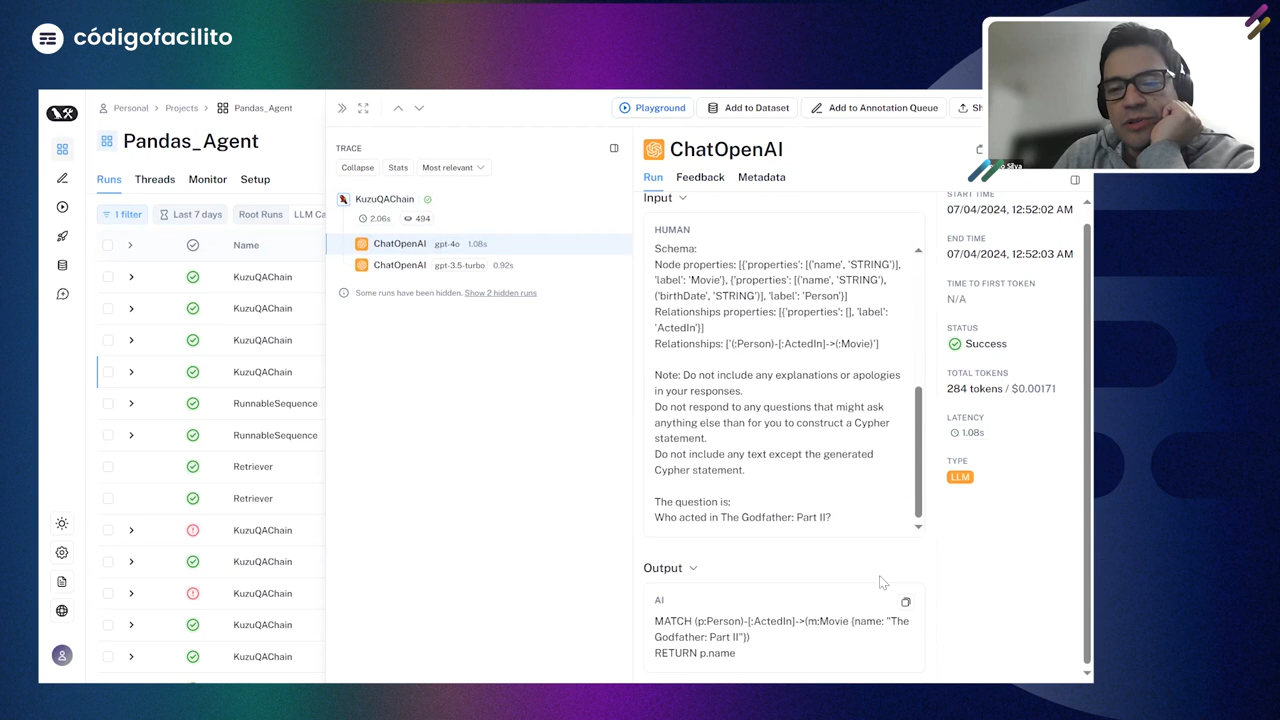 códigofacilito
Personal > Projects > Pandas_Agent
Pandas_Agent
Runs Threads Monitor Setup
1 filter Last 7 days Root Runs LLM Ca
Name
KuzuQAChain
KuzuQAChain
KuzuQAChain
KuzuQAChain
RunnableSequence
RunnableSequence
Retriever
Retriever
KuzuQAChain
KuzuQAChain
KuzuQAChain
KuzuQAChain
KuzuQAChain
TRACE
Collapse Stats Most relevant
KuzuQAChain
2.06s 494
ChatOpenAI gpt-4o 1.08s
ChatOpenAI gpt-3.5-turbo 0.92s
Some runs have been hidden. Show 2 hidden runs
Playground Add to Dataset Add to Annotation Queue Sh
ChatOpenAI
Run Feedback Metadata
Input
HUMAN
Schema:
Node properties: [{'properties': [('name', 'STRING')],
'label': 'Movie'}, {'properties': [('name', 'STRING'),
('birthDate', 'STRING')], 'label': 'Person'}]
Relationships properties: [{'properties': [], 'label':
'ActedIn'}]
Relationships: ['(:Person)-[:ActedIn]->(:Movie)']
Note: Do not include any explanations or apologies
in your responses.
Do not respond to any questions that might ask
anything else than for you to construct a Cypher
statement.
Do not include any text except the generated
Cypher statement.
The question is:
Who acted in The Godfather: Part II?
Output
AI
MATCH (p:Person)-[:ActedIn]->(m:Movie {name: "The
Godfather: Part II"})
RETURN p.name
START TIME
07/04/2024, 12:52:02 AM
END TIME
07/04/2024, 12:52:03 AM
TIME TO FIRST TOKEN
N/A
STATUS
Success
TOTAL TOKENS
284 tokens / $0.00171
LATENCY
1.08s
TYPE
LLM
Silva